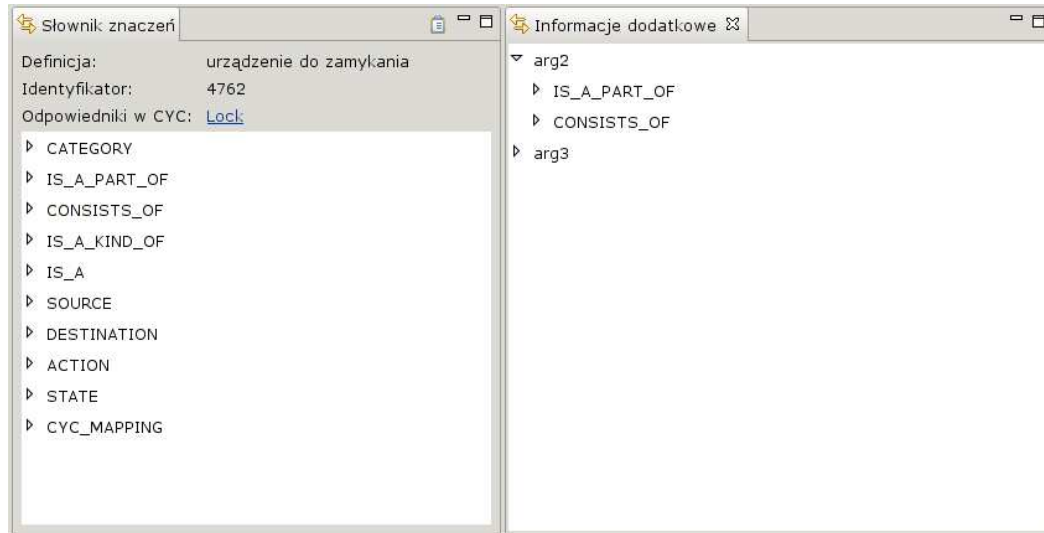 Słownik znaczeń
Definicja: urządzenie do zamykania
Identyfikator: 4762
Odpowiedniki w CYC: Lock
CATEGORY
IS_A_PART_OF
CONSISTS_OF
IS_A_KIND_OF
IS_A
SOURCE
DESTINATION
ACTION
STATE
CYC_MAPPING
Informacje dodatkowe
arg2
IS_A_PART_OF
CONSISTS_OF
arg3